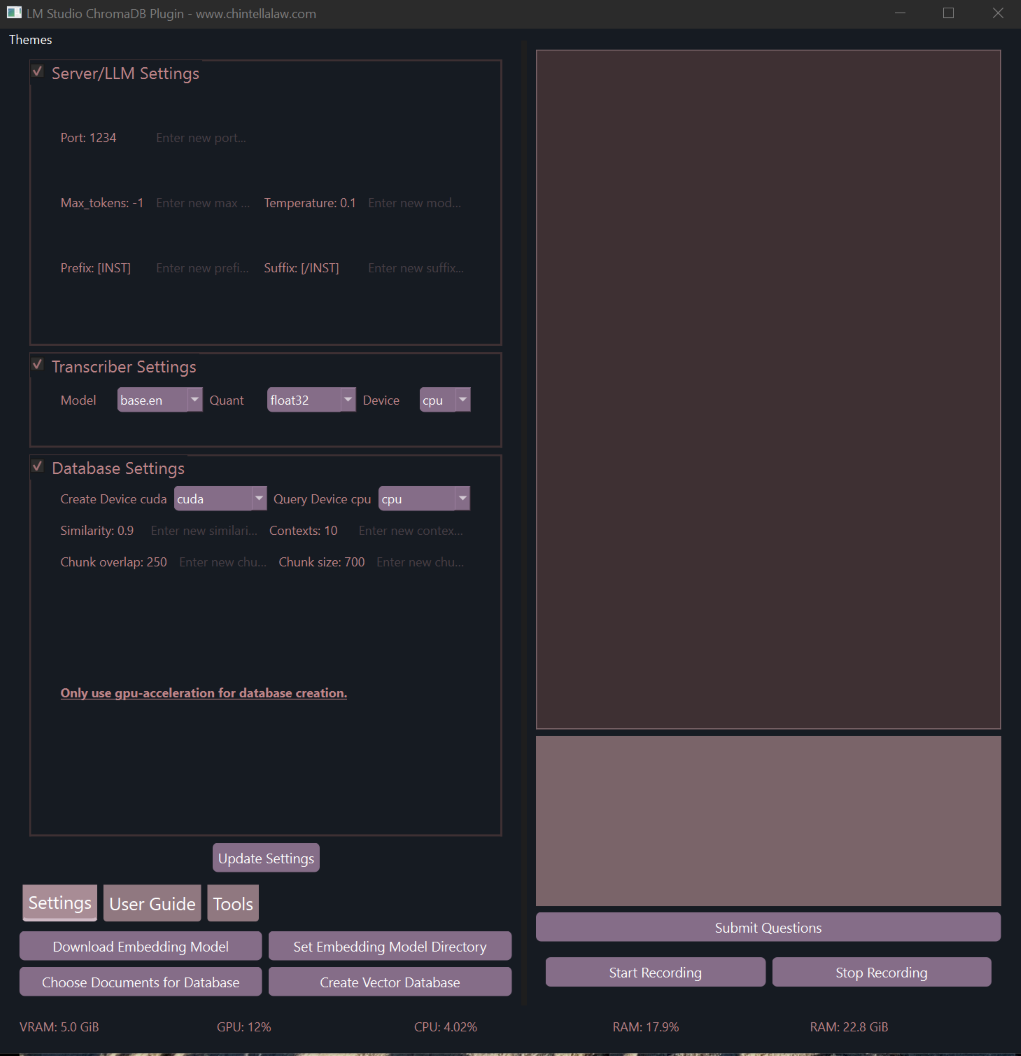 LM Studio ChromaDB Plugin - www.chintellalaw.com
Themes
Server/LLM Settings
Port: 1234 Enter new port...
Max_tokens: -1 Enter new max ... Temperature: 0.1 Enter new mod...
Prefix: [INST] Enter new prefi... Suffix: [/INST] Enter new suffix...
Transcriber Settings
Model base.en Quant float32 Device cpu
Database Settings
Create Device cuda cuda Query Device cpu cpu
Similarity: 0.9 Enter new similari... Contexts: 10 Enter new contex...
Chunk overlap: 250 Enter new chu... Chunk size: 700 Enter new chu...
Only use gpu-acceleration for database creation.
Update Settings
Settings User Guide Tools
Download Embedding Model Set Embedding Model Directory
Choose Documents for Database Create Vector Database
Submit Questions
Start Recording Stop Recording
VRAM: 5.0 GiB GPU: 12% CPU: 4.02% RAM: 17.9% RAM: 22.8 GiB